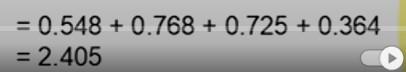 = 0.548 + 0.768 + 0.725 + 0.364
= 2.405